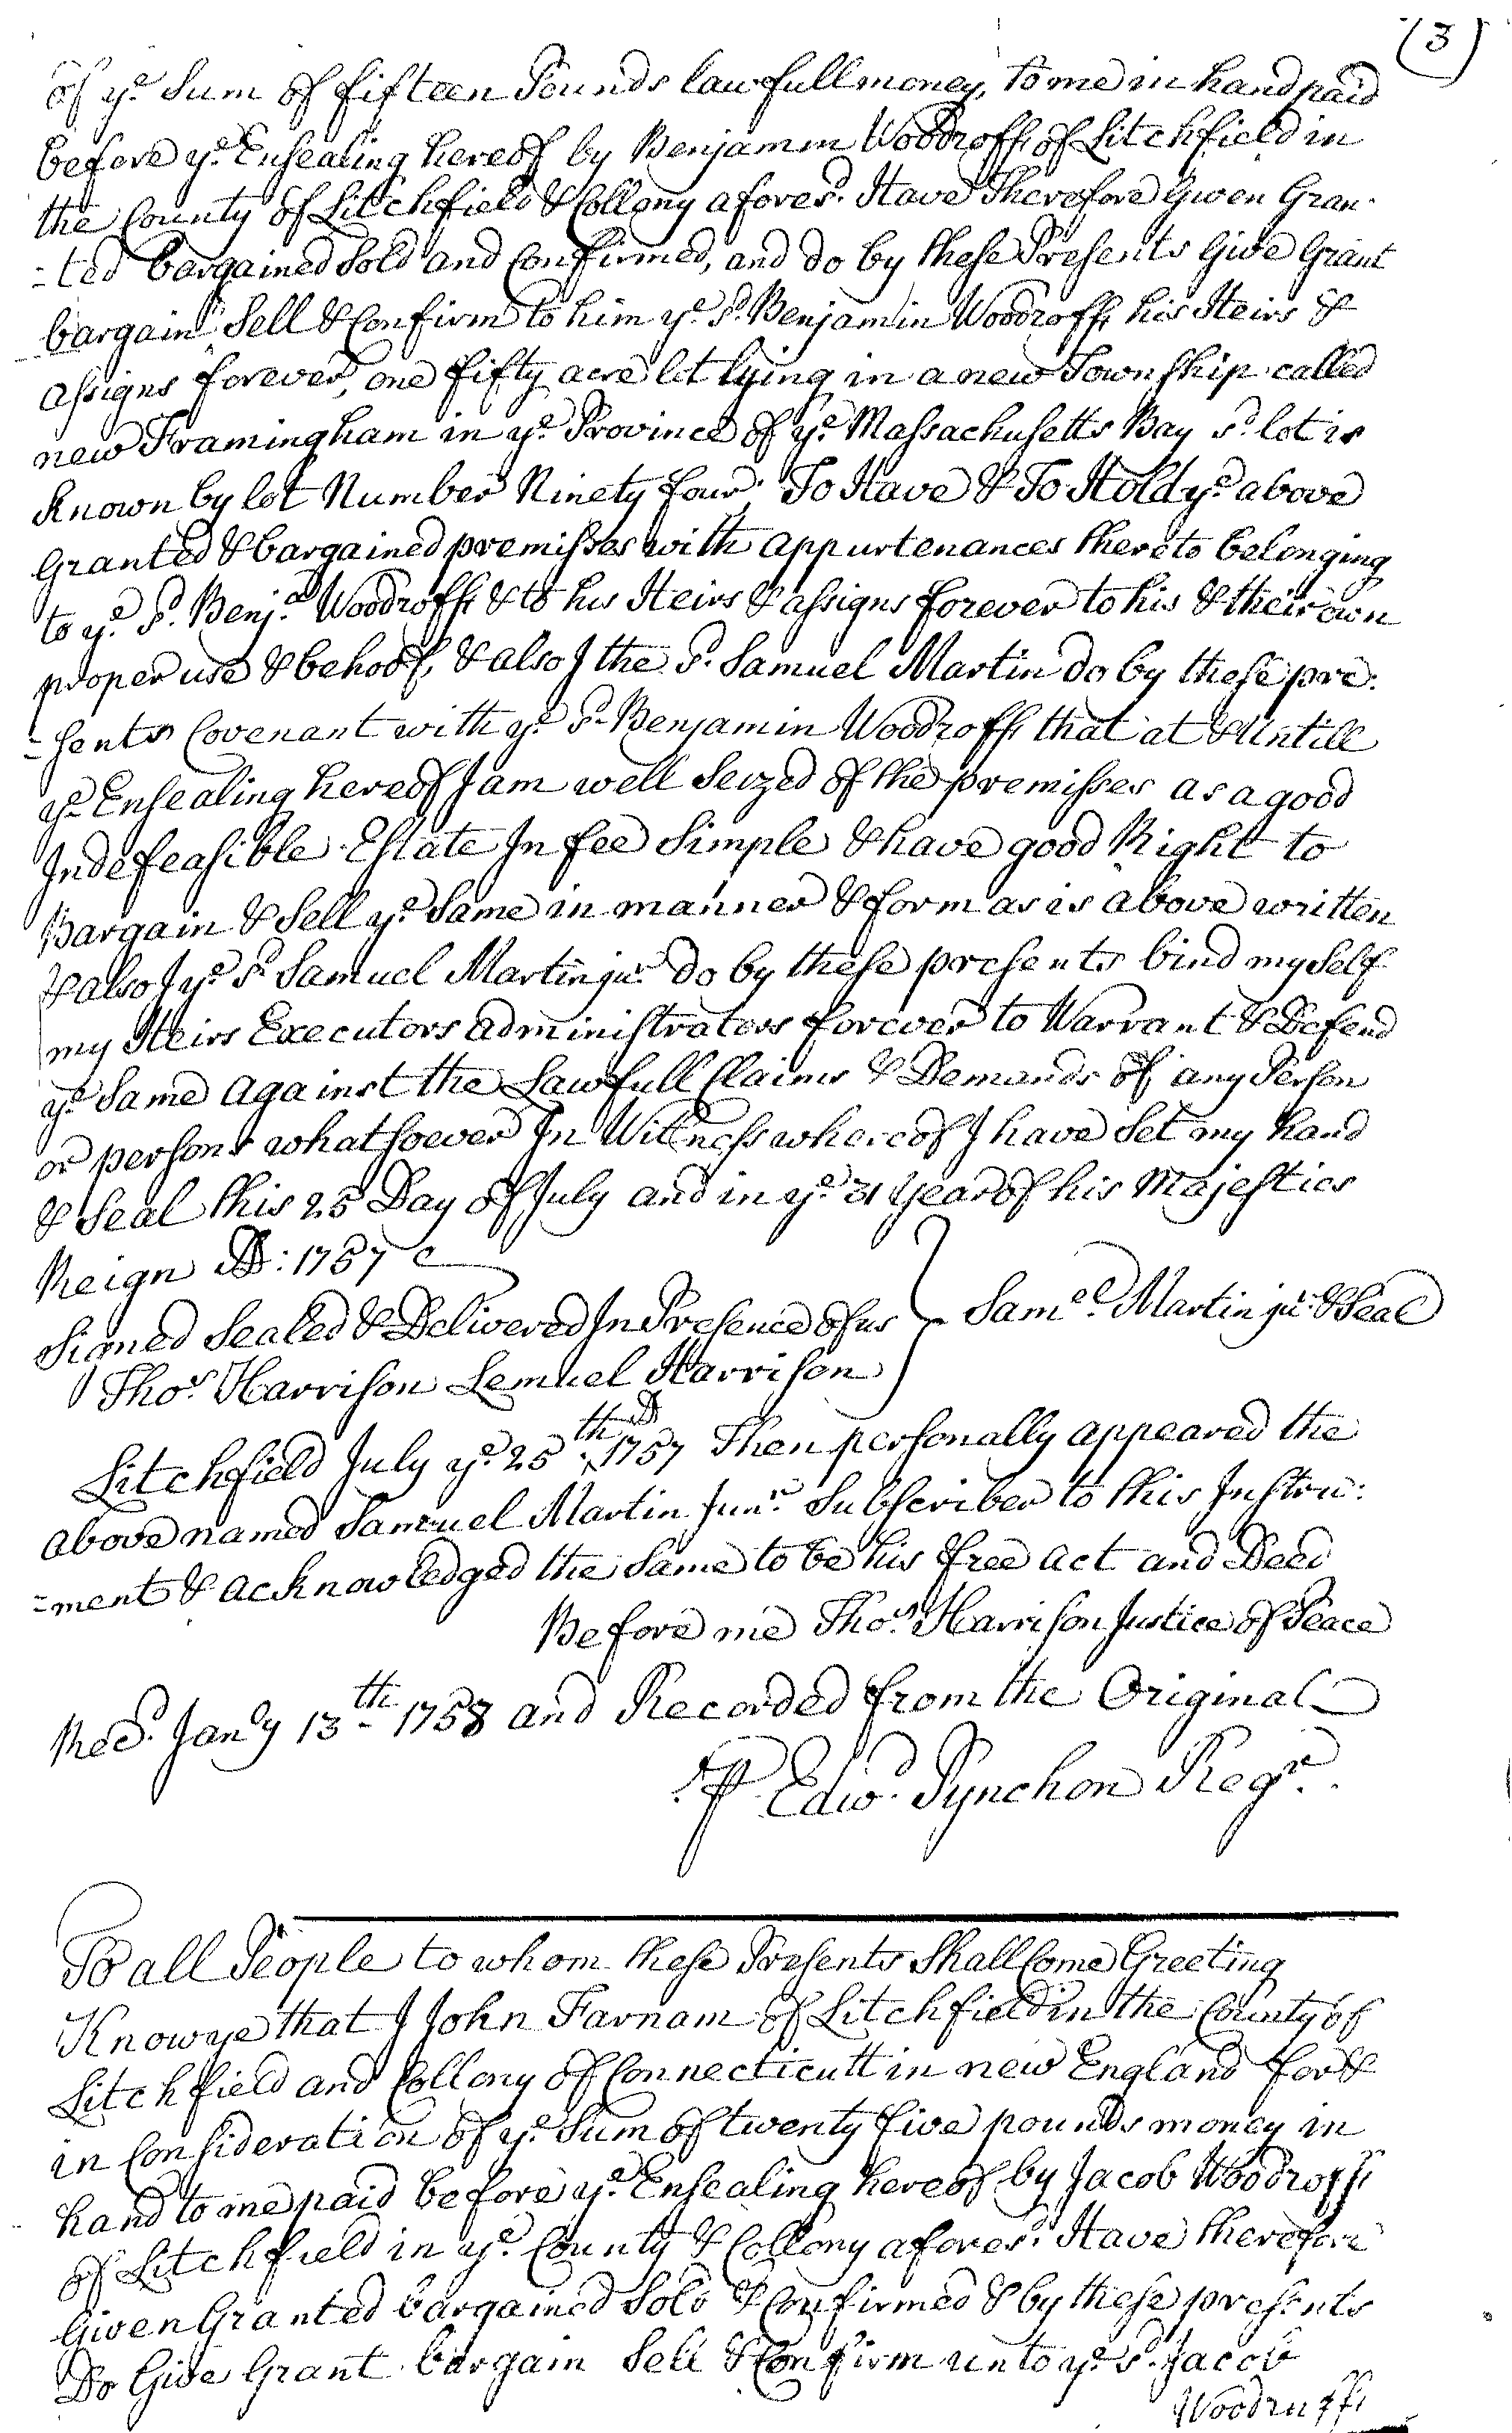 (3)
of ye. Sum of fifteen Pounds lawfull money, to me in hand paid
before ye. Ensealing hereof by Benjamin Woodroff, of Litchfield in
the County of Litchfield & Collony afores.d Have Therefore Given Gran-
-ted bargained Sold and Confirmed, and do by these Presents Give Grant
bargain Sell & Confirm to him ye. sd. Benjamin Woodroff, his Heirs &
assigns forever, one fifty acre lot lying in a new Township called
new Framingham in ye. Province of ye. Massachusetts Bay sd. lot is
Known by lot Number Ninety four, To Have & To Hold ye. above
Granted & bargained premisses with appurtenances thereto belonging
to ye. sd. Benj.a Woodroff, & to his Heirs & assigns forever to his & their own
proper use & behoof, & also I the sd. Samuel Martin do by these pre:
-sents Covenant with ye. sd. Benjamin Woodroff, that at & Untill
ye. Ensealing hereof I am well Seized of the premisses as a good
Indefeasible Estate In fee Simple & have good Right to
Bargain & Sell ye. Same in manner & form as is above written
& also I ye. sd. Samuel Martin jur. do by these presents bind my Self
my Heirs Executors administrators forever to Warrant & Defend
ye. Same against the Lawfull Claims & Demands of any Person
or persons whatsoever In Wittness whereof I have Set my hand
& Seal this 25 Day of July and in ye. 31 Year of his Majesties
Reign AD: 1757
Signed Sealed & Delivered In Presence of us } Sam.ll Martin jur. & Seal
Thos. Harrison Lemuel Harrison
Litchfield July ye. 25th AD 1757 Then personally appeared the
above named Samuel Martin Junr. Subscriber to this Instru:
-ment & acknowledged the Same to be his free act and Deed
Before me Thos. Harrison Justice of Peace
Recd. Jany 13th 1758 and Recorded from the Original
P Edwd. Pynchon Regr.
To all People to whom these Presents Shall Come Greeting
Know ye that I John Farnam of Litchfield in the County of
Litchfield and Collony of Connecticutt in new England for &
in Consideration of ye. Sum of twenty five pounds money in
hand to me paid before ye. Ensealing hereof by Jacob Woodroff,
of Litchfield in ye. County & Collony afores.d Have therefore
Given Granted bargained Sold & Confirmed & by these presents
Do Give Grant bargain Sell & Confirm unto ye. sd. Jacob
Woodruff,